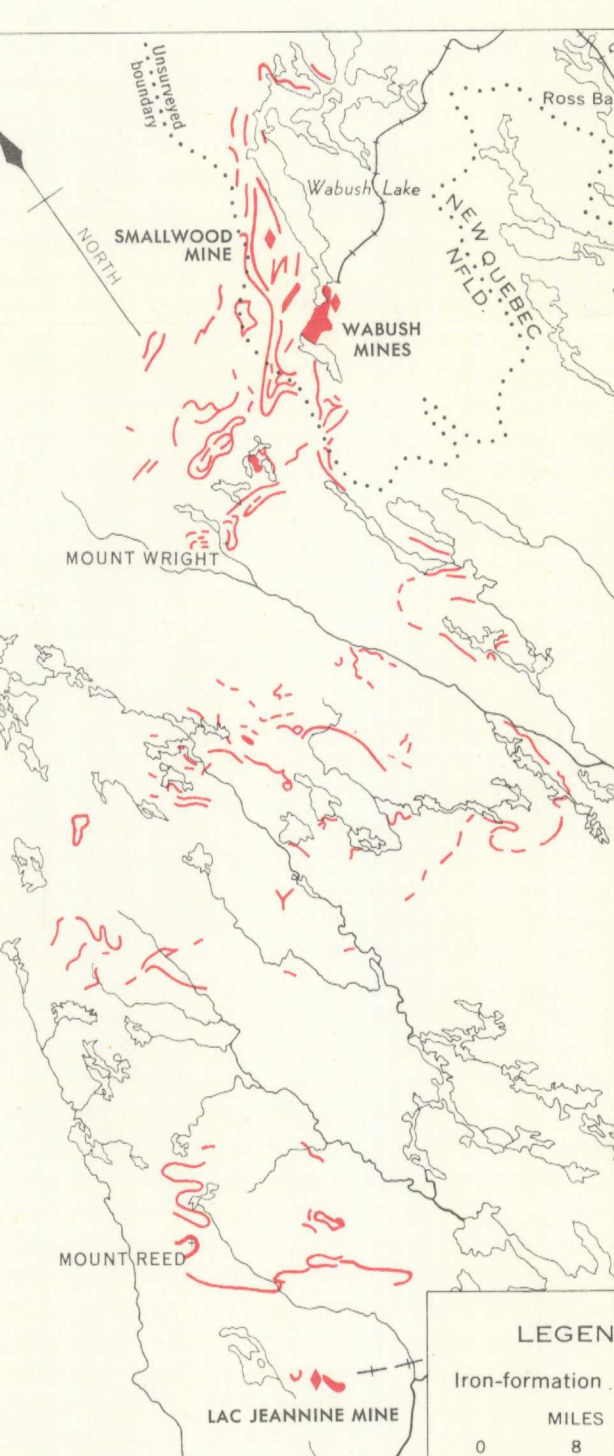 Unsurveyed
boundary
Ross Ba
Wabush Lake
NORTH
SMALLWOOD
MINE
NEW QUEBEC
NFLD.
WABUSH
MINES
MOUNT WRIGHT
MOUNT REED
LEGEN
Iron-formation .
MILES
0 8
LAC JEANNINE MINE